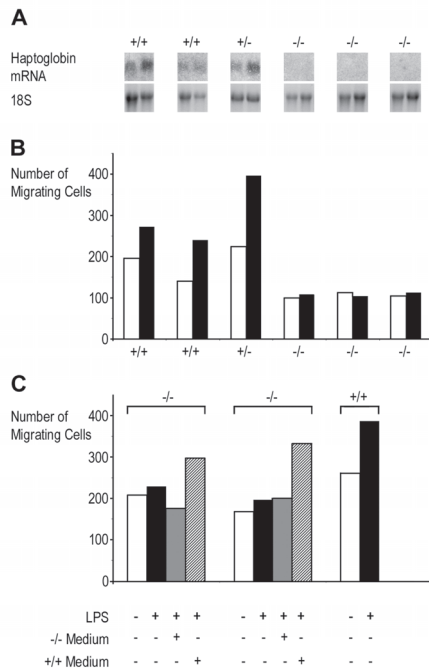 A
+/+ +/+ +/- -/- -/- -/-
Haptoglobin
mRNA
18S
B
Number of
Migrating Cells
400
300
200
100
0
+/+ +/+ +/- -/- -/- -/-
C
-/- -/- +/+
Number of
Migrating Cells
400
300
200
100
0
LPS - + + + - + + + - +
-/- Medium - - + - - - + - - -
+/+ Medium - - - + - - - + - -